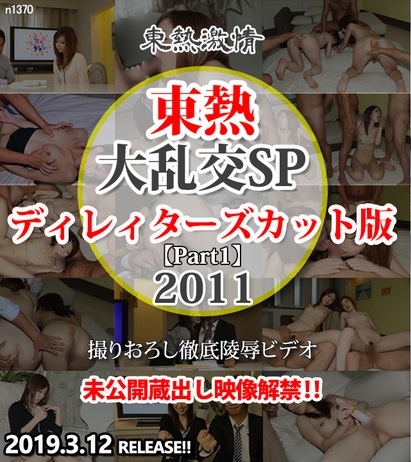 n1370
東熱激情
東熱
大乱交SP
ディレィターズカット版
【Part1】
2011
撮りおろし徹底陵辱ビデオ
未公開蔵出し映像解禁!!
2019.3.12 RELEASE!!